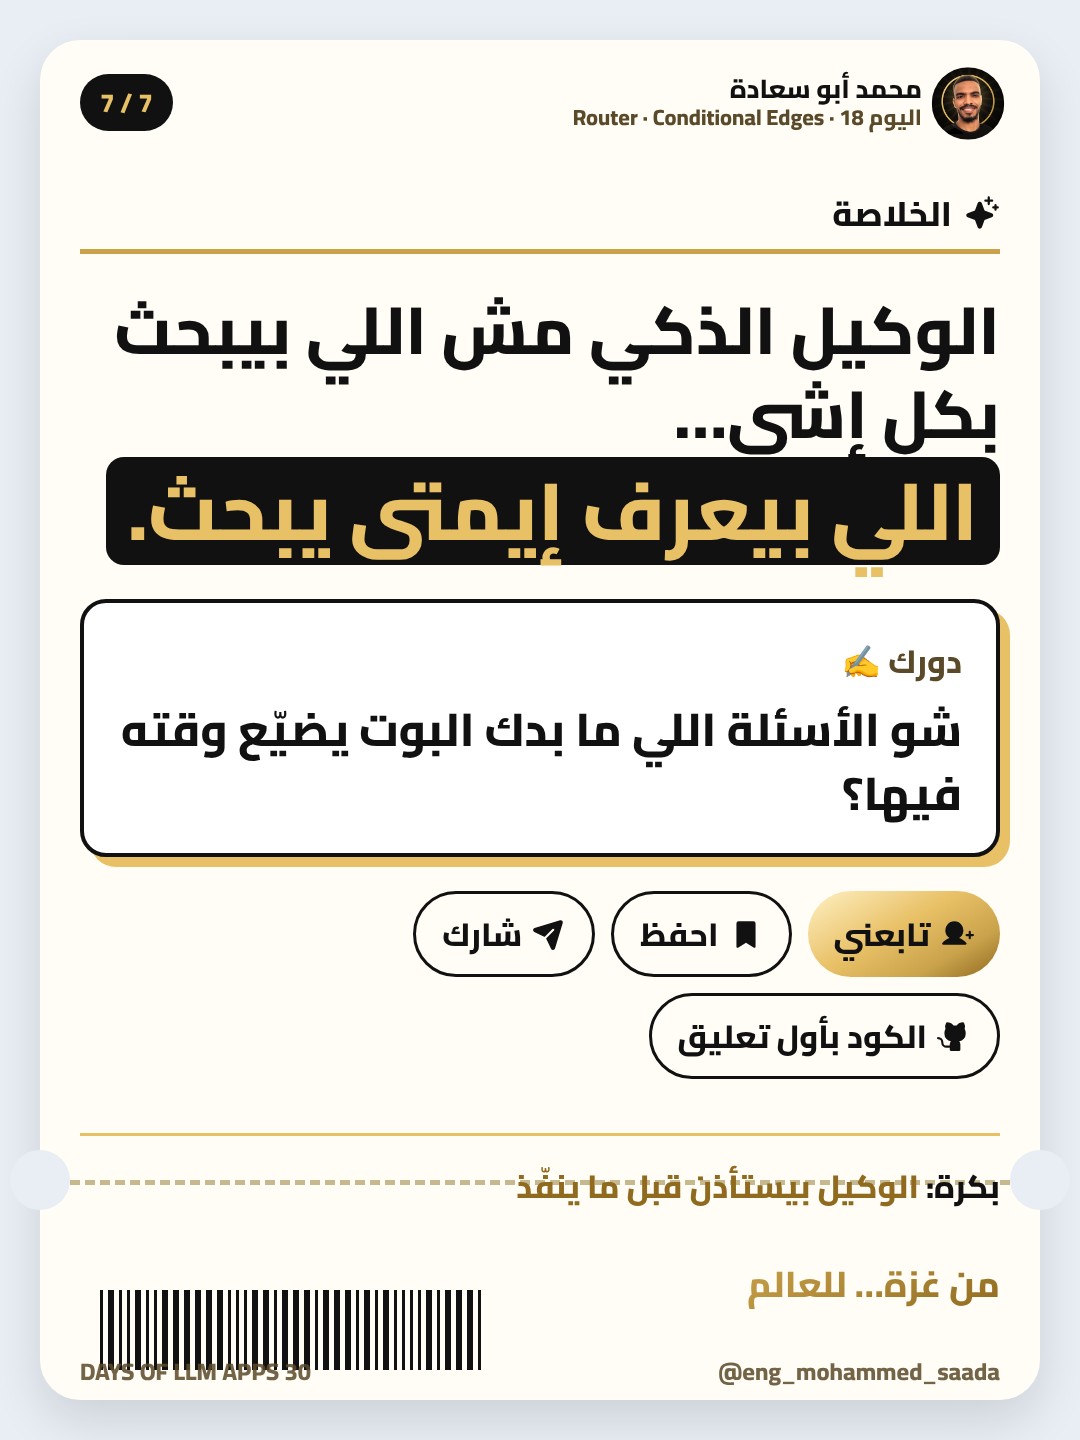 محمد أبو سعادة
اليوم 18 · Router · Conditional Edges
7 / 7
الخلاصة
الوكيل الذكي مش اللي بيبحث
بكل إشي...
اللي بيعرف إيمتى يبحث.
دورك ✍️
شو الأسئلة اللي ما بدك البوت يضيّع وقته
فيها؟
تابعني
احفظ
شارك
الكود بأول تعليق
بكرة: الوكيل بيستأذن قبل ما ينفّذ
من غزة... للعالم
@eng_mohammed_saada
DAYS OF LLM APPS 30